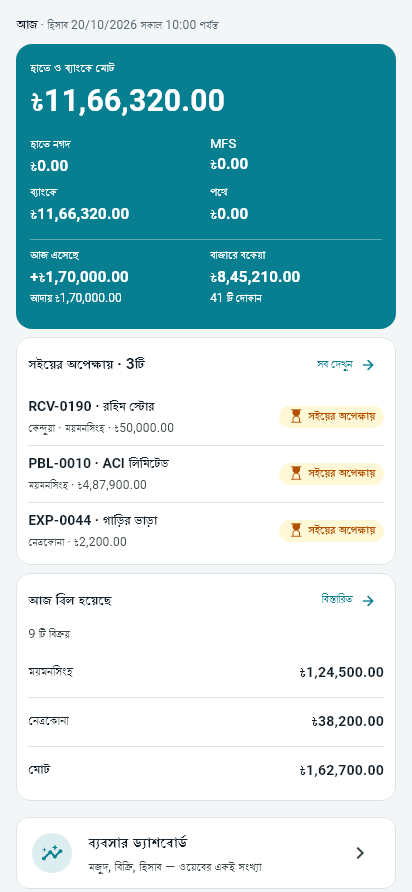 আজ · হিসাব 20/10/2026 সকাল 10:00 পর্যন্ত
হাতে ও ব্যাংকে মোট
৳11,66,320.00
হাতে নগদ
MFS
৳0.00
৳0.00
ব্যাংকে
পথে
৳11,66,320.00
৳0.00
আজ এসেছে
বাজারে বকেয়া
+৳1,70,000.00
৳8,45,210.00
আদায় ৳1,70,000.00
41 টি দোকান
সইয়ের অপেক্ষায় · 3টি
সব দেখুন
RCV-0190 · রহিম স্টোর
কেন্দুয়া · ময়মনসিংহ · ৳50,000.00
সইয়ের অপেক্ষায়
PBL-0010 · ACI লিমিটেড
ময়মনসিংহ · ৳4,87,900.00
সইয়ের অপেক্ষায়
EXP-0044 · গাড়ির ভাড়া
নেত্রকোনা · ৳2,200.00
সইয়ের অপেক্ষায়
আজ বিল হয়েছে
বিস্তারিত
9 টি বিক্রয়
ময়মনসিংহ
৳1,24,500.00
নেত্রকোনা
৳38,200.00
মোট
৳1,62,700.00
ব্যবসার ড্যাশবোর্ড
মজুদ, বিক্রি, হিসাব — ওয়েবের একই সংখ্যা